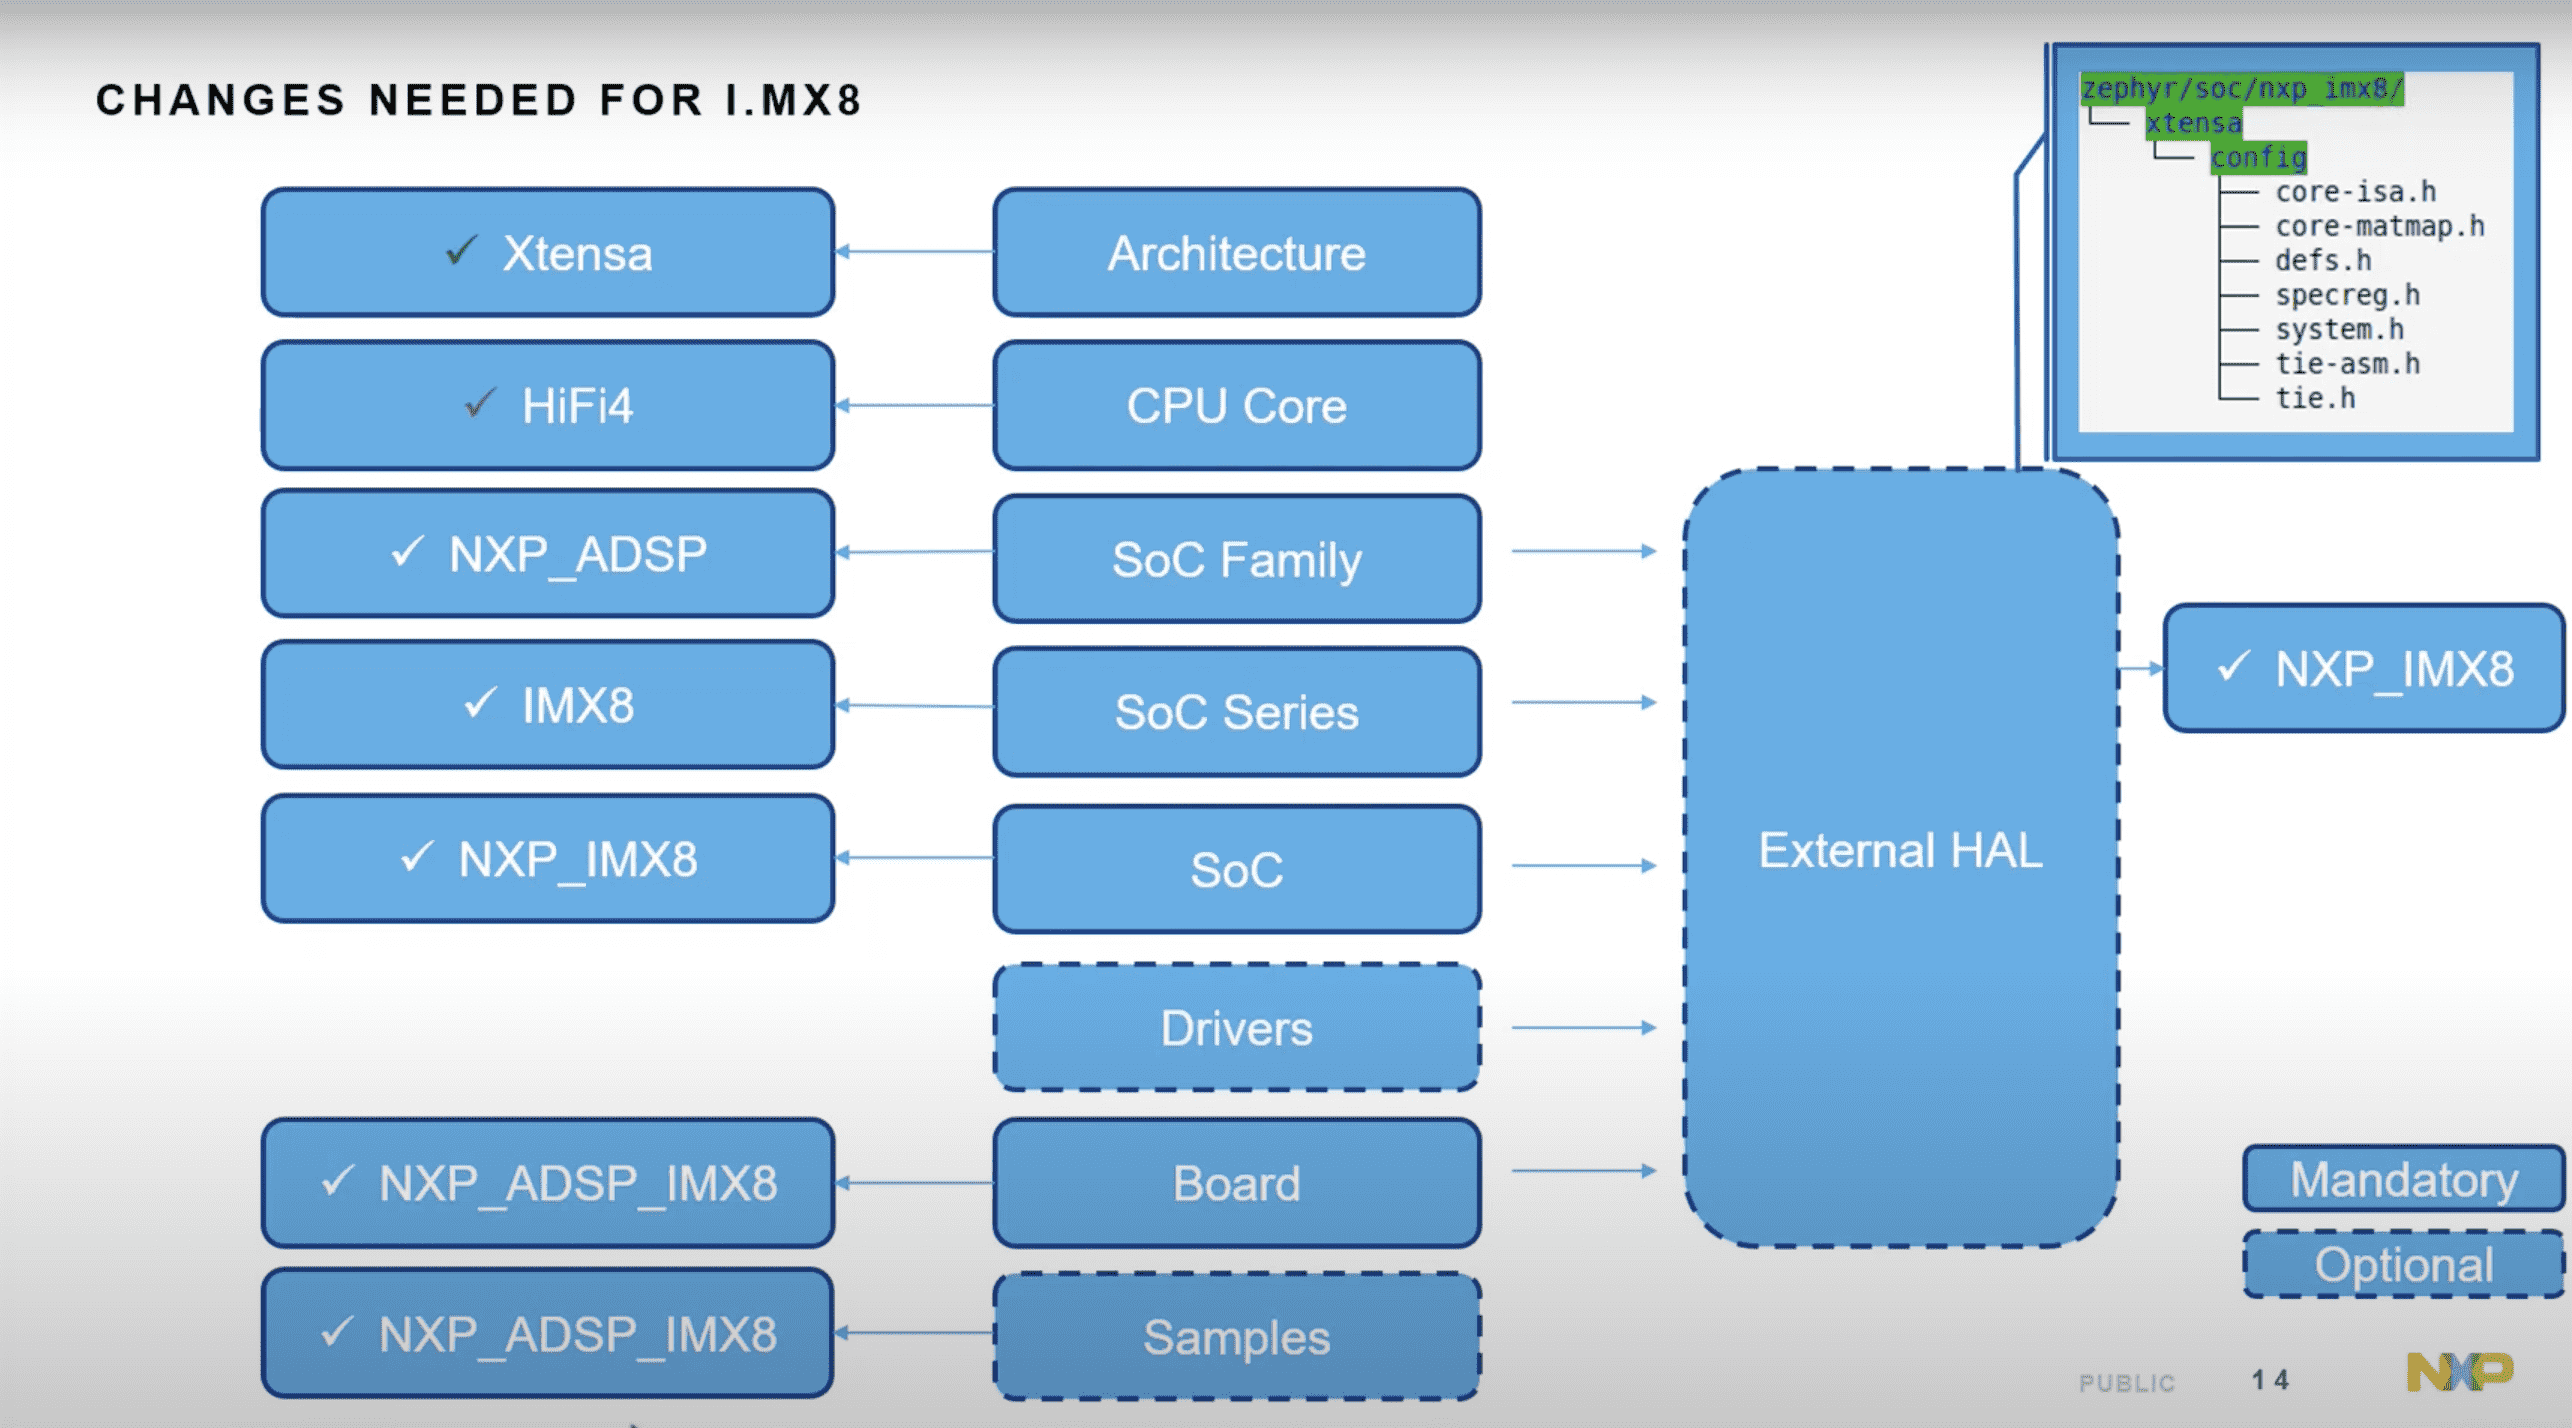 CHANGES NEEDED FOR I.MX8
zephyr/soc/nxp_imx8/
xtensa
config
core-isa.h
core-matmap.h
defs.h
specreg.h
system.h
tie-asm.h
tie.h
✓ Xtensa
Architecture
✓ HiFi4
CPU Core
✓ NXP_ADSP
SoC Family
✓ IMX8
SoC Series
✓ NXP_IMX8
SoC
Drivers
✓ NXP_ADSP_IMX8
Board
✓ NXP_ADSP_IMX8
Samples
External HAL
✓ NXP_IMX8
Mandatory
Optional
PUBLIC
14
NXP